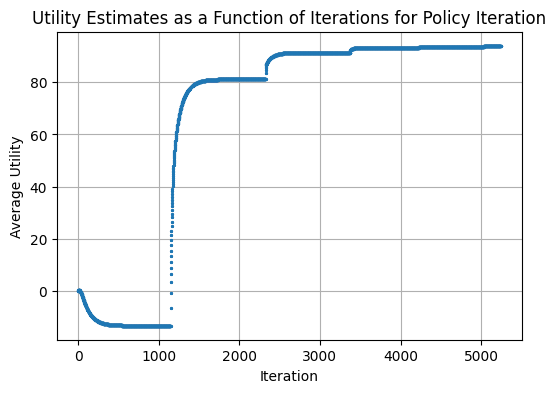 Utility Estimates as a Function of Iterations for Policy Iteration
Average Utility
80
60
40
20
0
0 1000 2000 3000 4000 5000
Iteration